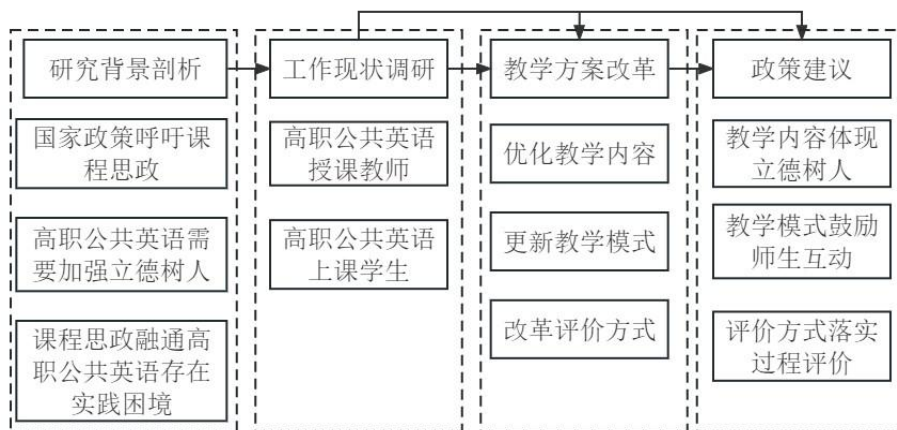 研究背景剖析
国家政策呼吁课
程思政
高职公共英语需
要加强立德树人
课程思政融通高
职公共英语存在
实践困境
工作现状调研
高职公共英语
授课教师
高职公共英语
上课学生
教学方案改革
优化教学内容
更新教学模式
改革评价方式
政策建议
教学内容体现
立德树人
教学模式鼓励
师生互动
评价方式落实
过程评价